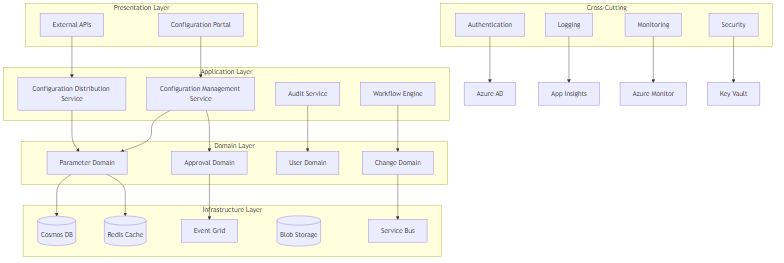 Presentation Layer
External APIs
Configuration Portal
Cross-Cutting
Authentication
Logging
Monitoring
Security
Application Layer
Configuration Distribution
Service
Configuration Management
Service
Audit Service
Workflow Engine
Azure AD
App Insights
Azure Monitor
Key Vault
Domain Layer
Parameter Domain
Approval Domain
User Domain
Change Domain
Infrastructure Layer
Cosmos DB
Redis Cache
Event Grid
Blob Storage
Service Bus